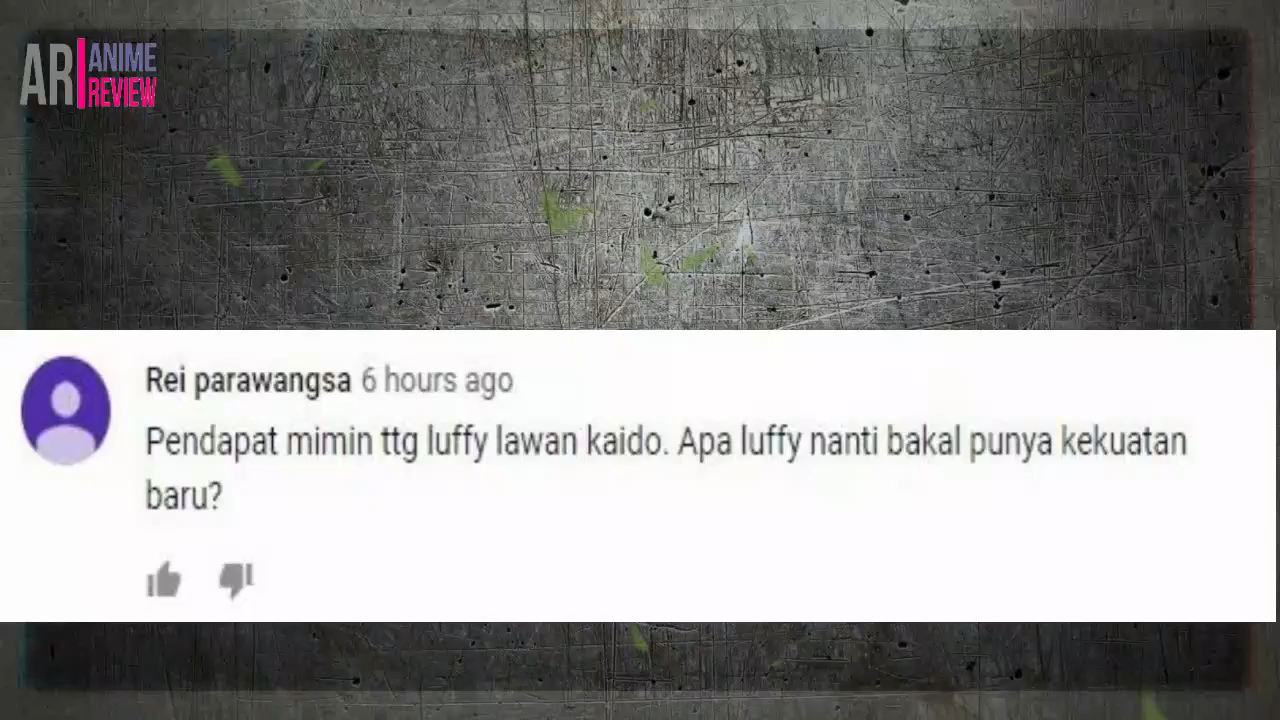 AR ANIME
REVIEW
Rei parawangsa 6 hours ago
Pendapat mimin ttg luffy lawan kaido. Apa luffy nanti bakal punya kekuatan
baru?